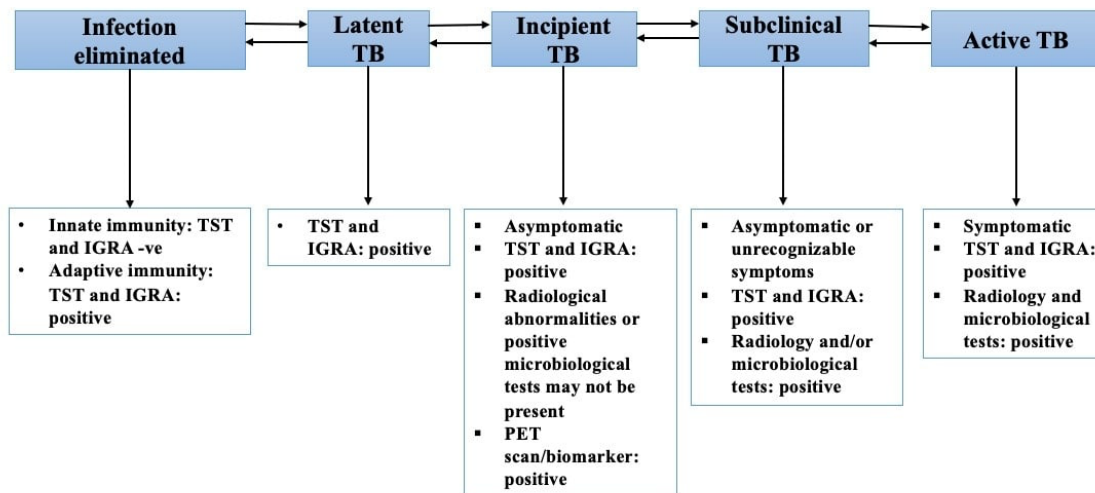 Infection
eliminated
Latent
TB
Incipient
TB
Subclinical
TB
Active TB
• Innate immunity: TST
and IGRA -ve
• Adaptive immunity:
TST and IGRA:
positive
• TST and
IGRA: positive
▪ Asymptomatic
▪ TST and IGRA:
positive
▪ Radiological
abnormalities or
positive
microbiological
tests may not be
present
▪ PET
scan/biomarker:
positive
▪ Asymptomatic or
unrecognizable
symptoms
▪ TST and IGRA:
positive
▪ Radiology and/or
microbiological
tests: positive
▪ Symptomatic
▪ TST and IGRA:
positive
▪ Radiology and
microbiological
tests: positive